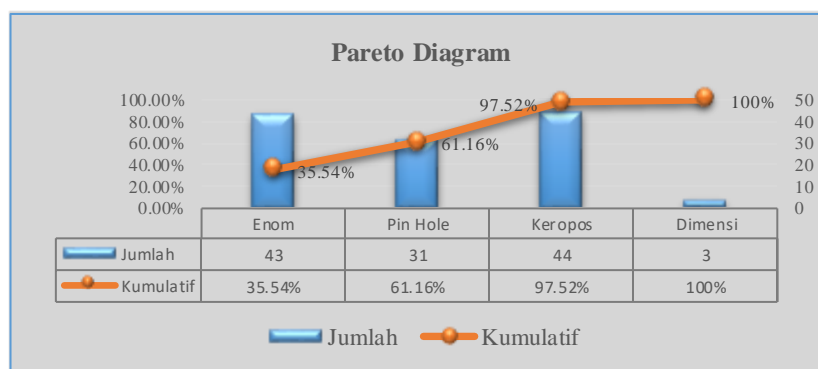 Pareto Diagram
100.00% 97.52% 100% 50
80.00% 40
60.00% 61.16% 30
40.00% 35.54% 20
20.00% 10
0.00% 0
Enom Pin Hole Keropos Dimensi
Jumlah 43 31 44 3
Kumulatif 35.54% 61.16% 97.52% 100%
Jumlah Kumulatif